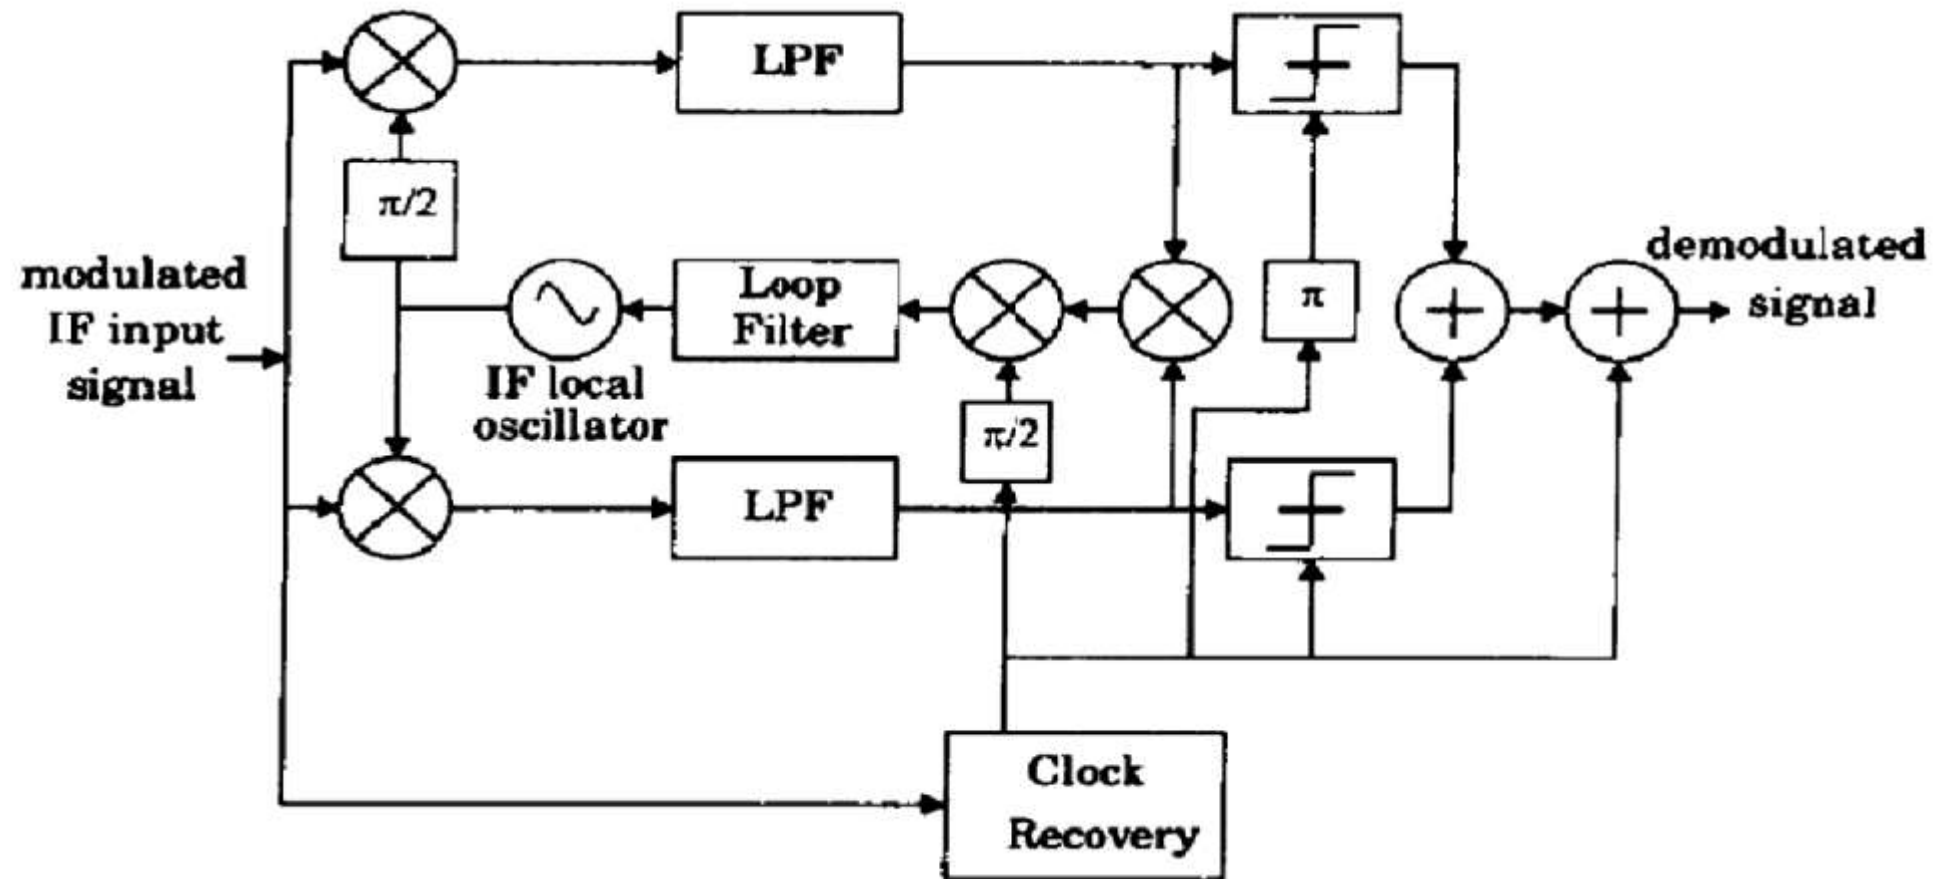 LPF
π/2
modulated
IF input
signal
Loop
Filter
IF local
oscillator
π/2
π
demodulated
signal
LPF
Clock
Recovery